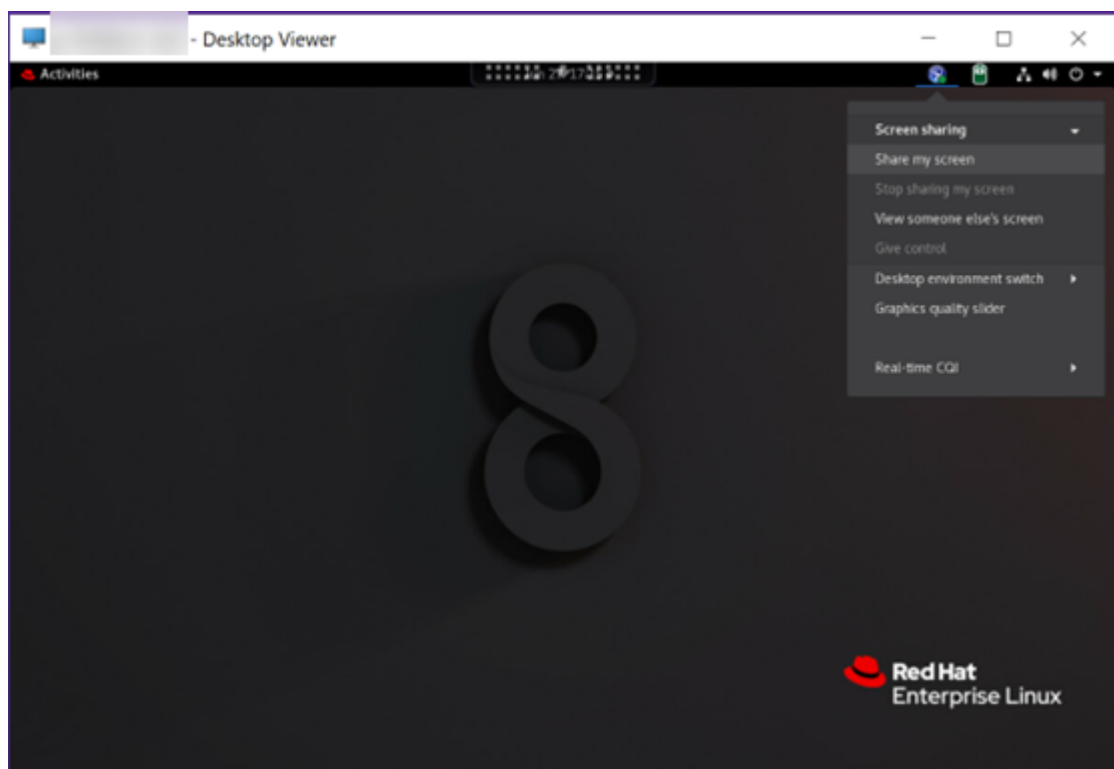 - Desktop Viewer
Activities
Screen sharing
Share my screen
Stop sharing my screen
View someone else's screen
Give control
Desktop environment switch
Graphics quality slider
Real-time CQI
8
Red Hat
Enterprise Linux